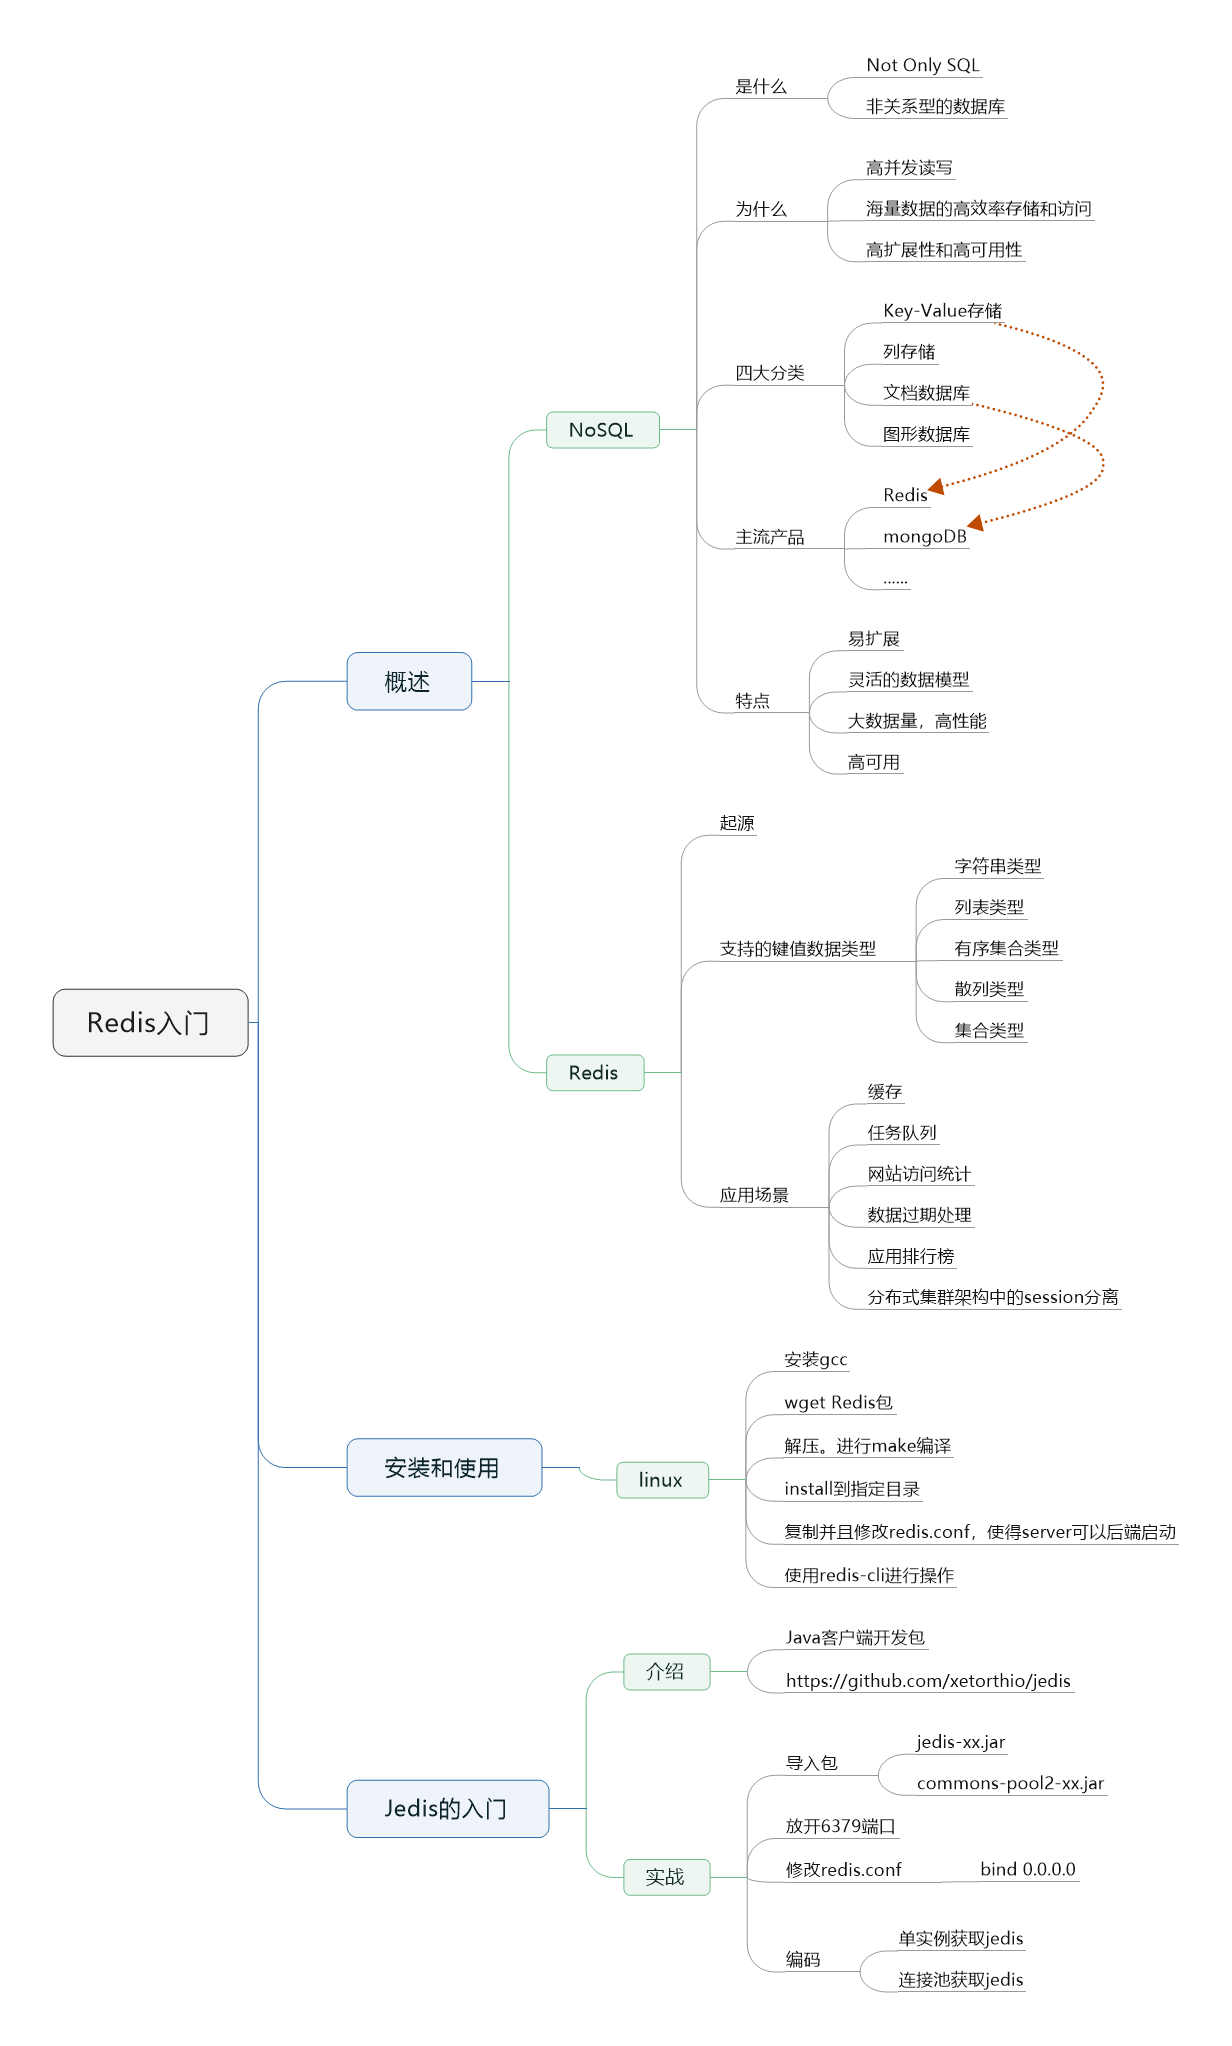 Redis入门
概述
NoSQL
是什么
Not Only SQL
非关系型的数据库
为什么
高并发读写
海量数据的高效率存储和访问
高扩展性和高可用性
四大分类
Key-Value存储
列存储
文档数据库
图形数据库
主流产品
Redis
mongoDB
......
特点
易扩展
灵活的数据模型
大数据量，高性能
高可用
Redis
起源
支持的键值数据类型
字符串类型
列表类型
有序集合类型
散列类型
集合类型
应用场景
缓存
任务队列
网站访问统计
数据过期处理
应用排行榜
分布式集群架构中的session分离
安装和使用
linux
安装gcc
wget Redis包
解压。进行make编译
install到指定目录
复制并且修改redis.conf，使得server可以后端启动
使用redis-cli进行操作
Jedis的入门
介绍
Java客户端开发包
https://github.com/xetorthio/jedis
实战
导入包
jedis-xx.jar
commons-pool2-xx.jar
放开6379端口
修改redis.conf
bind 0.0.0.0
编码
单实例获取jedis
连接池获取jedis